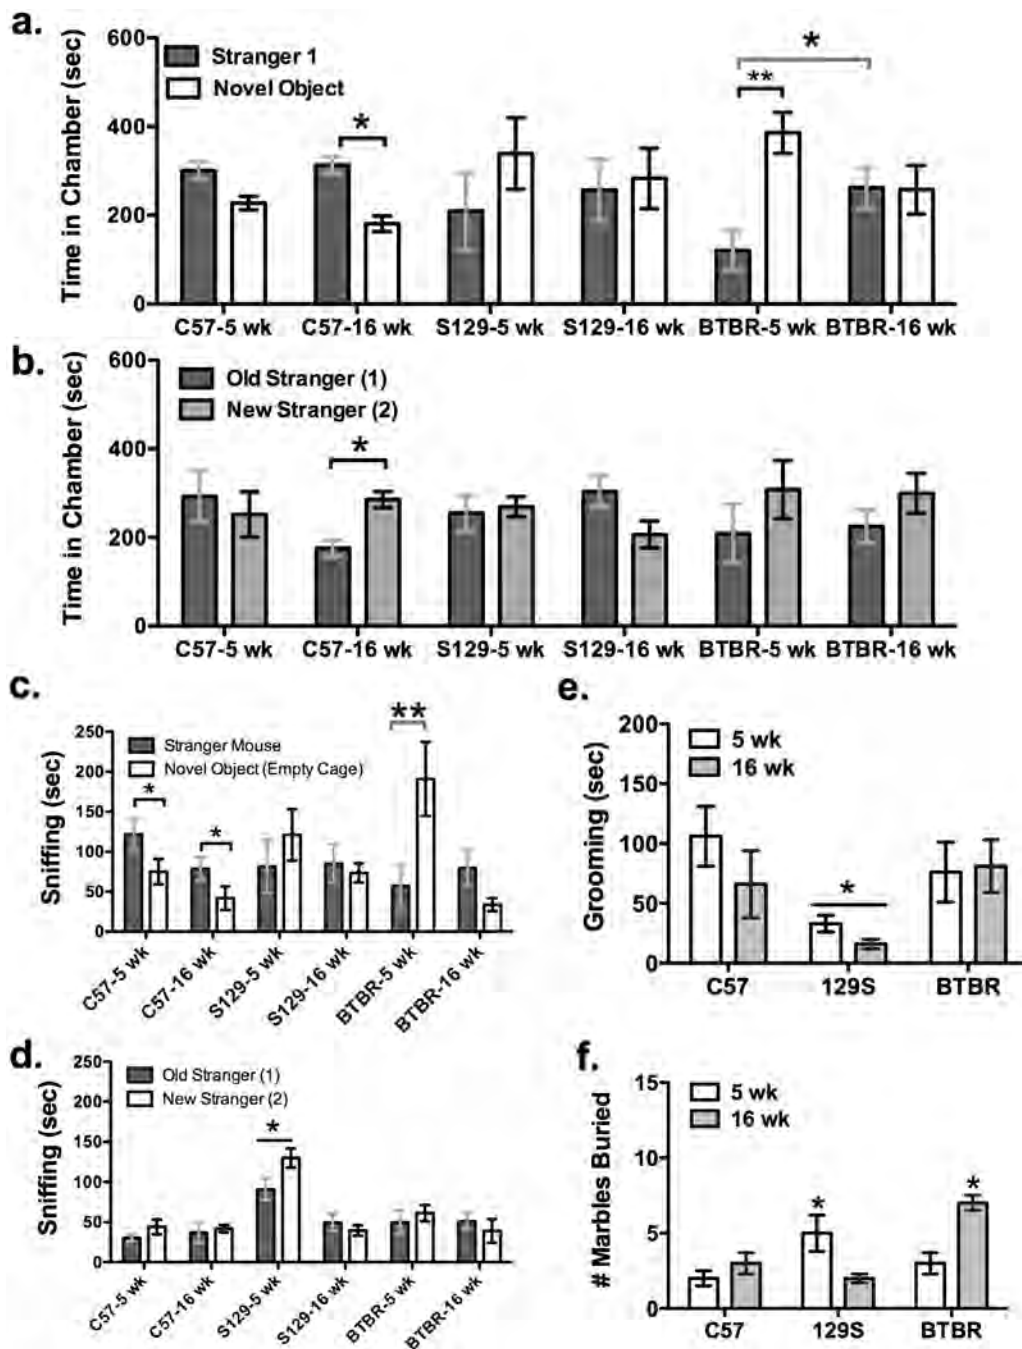 a.
600
400
200
0
Time in Chamber (sec)
Stranger 1
Novel Object
*
**
*
C57-5 wk C57-16 wk S129-5 wk S129-16 wk BTBR-5 wk BTBR-16 wk
b.
600
400
200
0
Time in Chamber (sec)
Old Stranger (1)
New Stranger (2)
*
C57-5 wk C57-16 wk S129-5 wk S129-16 wk BTBR-5 wk BTBR-16 wk
c.
250
200
150
100
50
0
Sniffing (sec)
Stranger Mouse
Novel Object (Empty Cage)
*
*
**
C57-5 wk
C57-16 wk
S129-5 wk
S129-16 wk
BTBR-5 wk
BTBR-16 wk
e.
200
150
100
50
0
Grooming (sec)
5 wk
16 wk
*
C57 129S BTBR
d.
250
200
150
100
50
0
Sniffing (sec)
Old Stranger (1)
New Stranger (2)
*
C57-5 wk
C57-16 wk
S129-5 wk
S129-16 wk
BTBR-5 wk
BTBR-16 wk
f.
15
10
5
0
# Marbles Buried
5 wk
16 wk
*
*
C57 129S BTBR